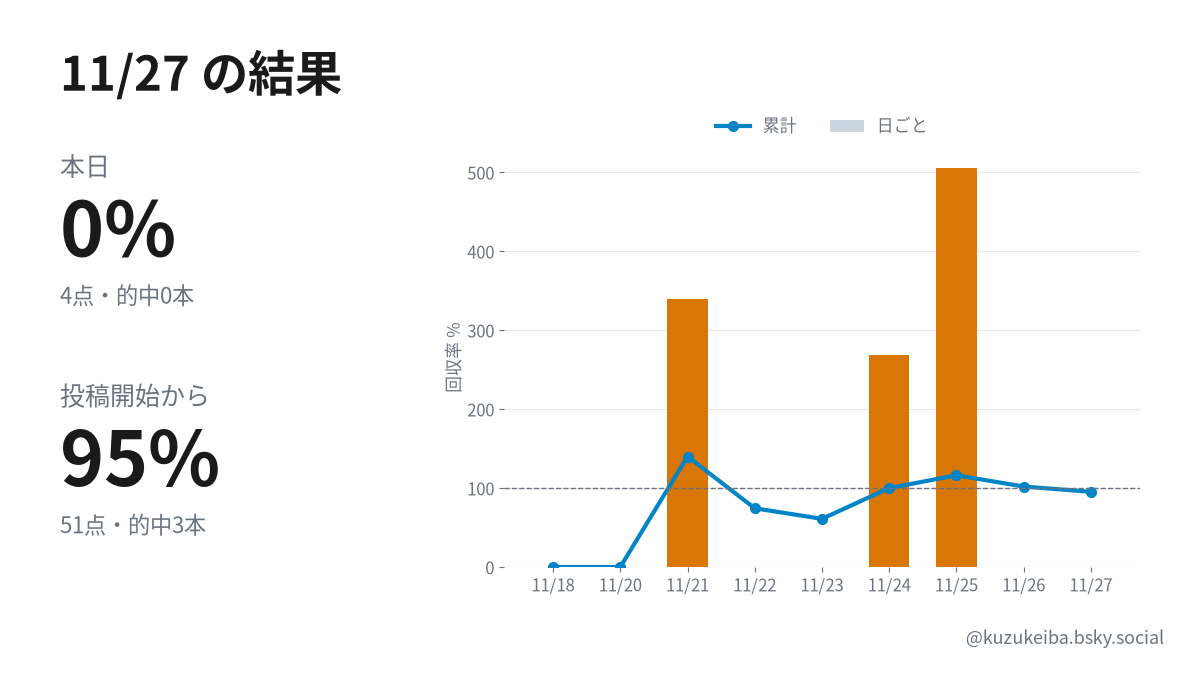 11/27 の結果
本日
0%
4点・的中0本
投稿開始から
95%
51点・的中3本
累計
日ごと
回収率 %
500
400
300
200
100
0
11/18 11/20 11/21 11/22 11/23 11/24 11/25 11/26 11/27
@kuzukeiba.bsky.social